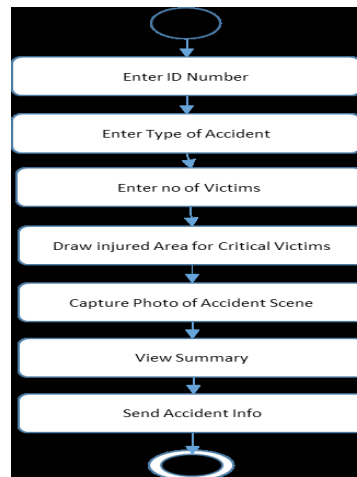 Enter ID Number
Enter Type of Accident
Enter no of Victims
Draw injured Area for Critical Victims
Capture Photo of Accident Scene
View Summary
Send Accident Info